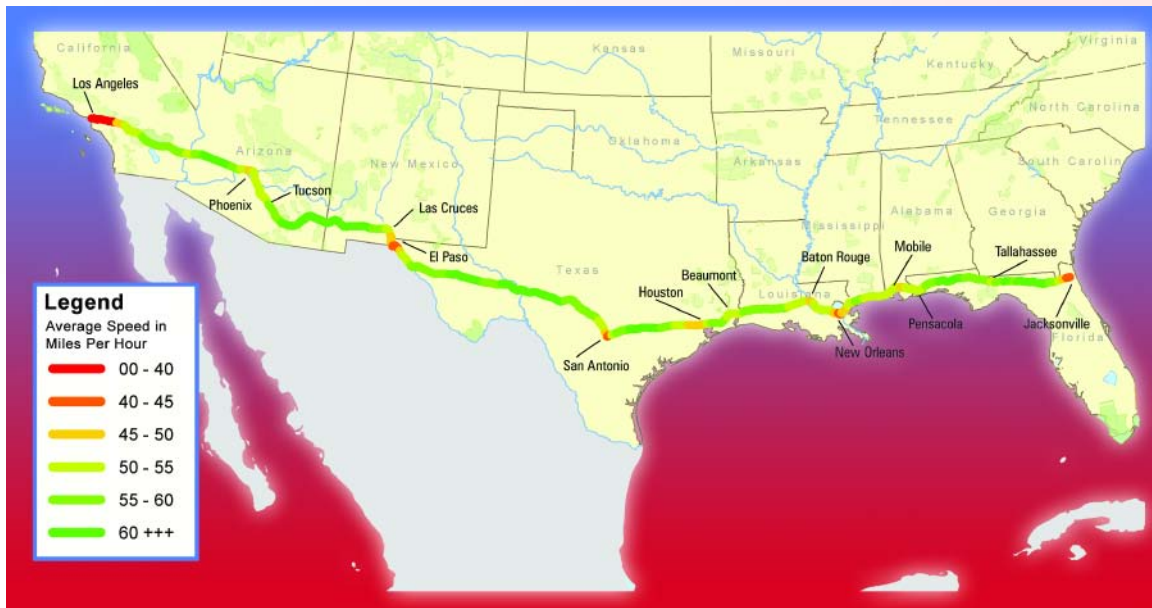 California
Kansas
Missouri
Virginia
Kentucky
Los Angeles
North Carolina
Tennessee
Oklahoma
Arizona
New Mexico
Arkansas
South Carolin
Tucson
Phoenix
Las Cruces
Mississippi
Alabama
Georgia
El Paso
Mobile
Tallahassee
Baton Rouge
Texas
Beaumont
Houston
Louisiana
Pensacola
Jacksonville
Florida
New Orleans
San Antonio
Legend
Average Speed in
Miles Per Hour
00 - 40
40 - 45
45 - 50
50 - 55
55 - 60
60 +++